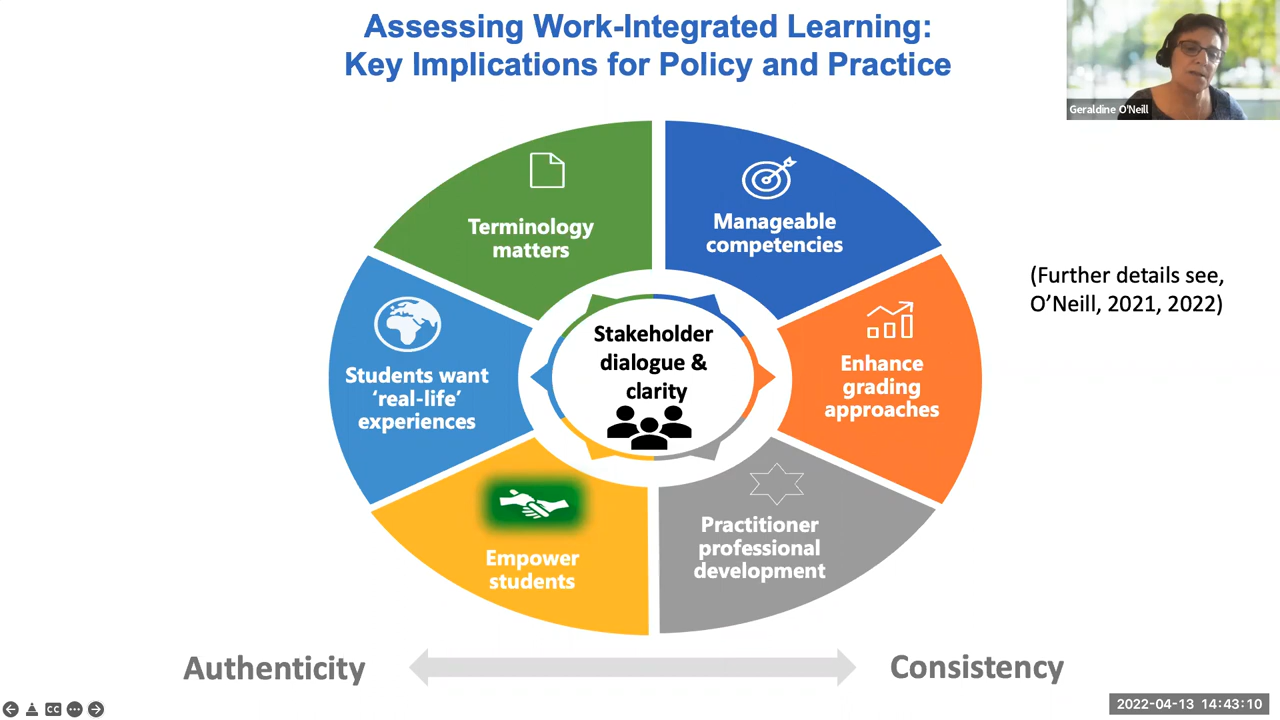 Assessing Work-Integrated Learning:
Key Implications for Policy and Practice
Geraldine O'Neill
Terminology
matters
Manageable
competencies
(Further details see,
O'Neill, 2021, 2022)
Students want
‘real-life’
experiences
Stakeholder
dialogue &
clarity
Enhance
grading
approaches
Empower
students
Practitioner
professional
development
Authenticity
Consistency
CC
2022-04-13 14:43:10